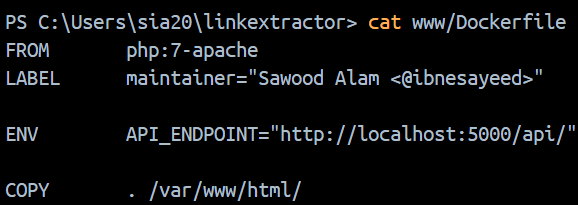 PS C:\Users\sia20\linkextractor> cat www/Dockerfile
FROM php:7-apache
LABEL maintainer="Sawood Alam <@ibnesayeed>"
ENV API_ENDPOINT="http://localhost:5000/api/"
COPY . /var/www/html/